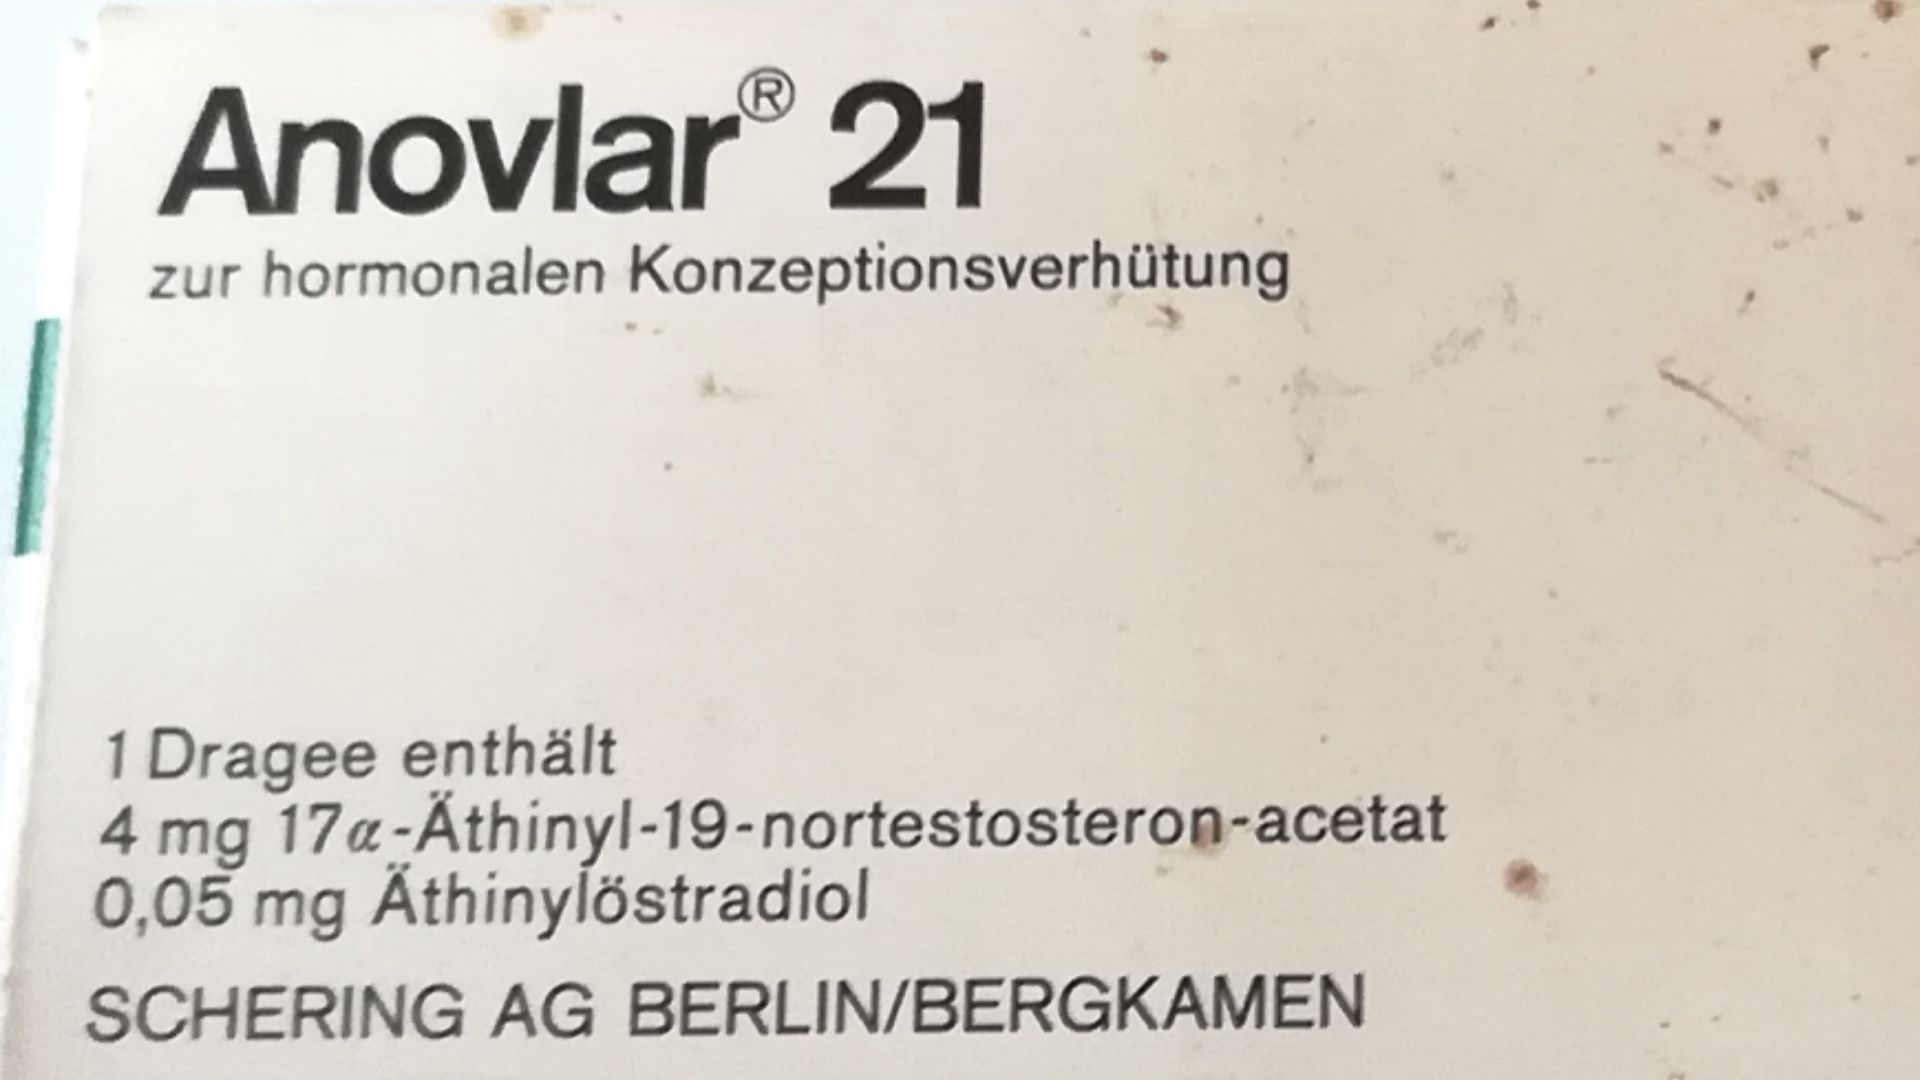 Anovlar® 21
zur hormonalen Konzeptionsverhütung
1 Dragee enthält
4 mg 17α-Äthinyl-19-nortestosteron-acetat
0,05 mg Äthinylöstradiol
SCHERING AG BERLIN/BERGKAMEN